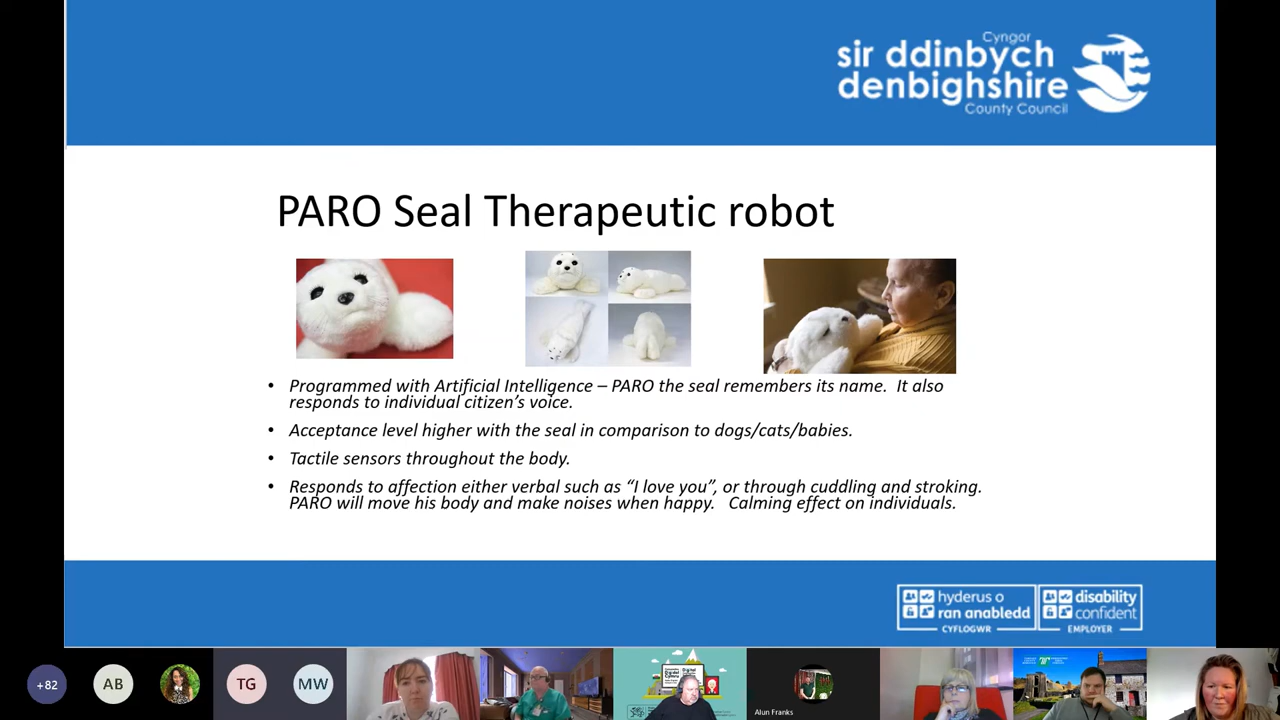 Cyngor
sir ddinbych
denbighshire
County Council
PARO Seal Therapeutic robot
• Programmed with Artificial Intelligence – PARO the seal remembers its name. It also
responds to individual citizen's voice.
• Acceptance level higher with the seal in comparison to dogs/cats/babies.
• Tactile sensors throughout the body.
• Responds to affection either verbal such as “I love you”, or through cuddling and stroking.
PARO will move his body and make noises when happy. Calming effect on individuals.
hyderus o
ran anabledd
CYFLOGWR
disability
confident
EMPLOYER
+82
AB
TG
MW
Alun Franks